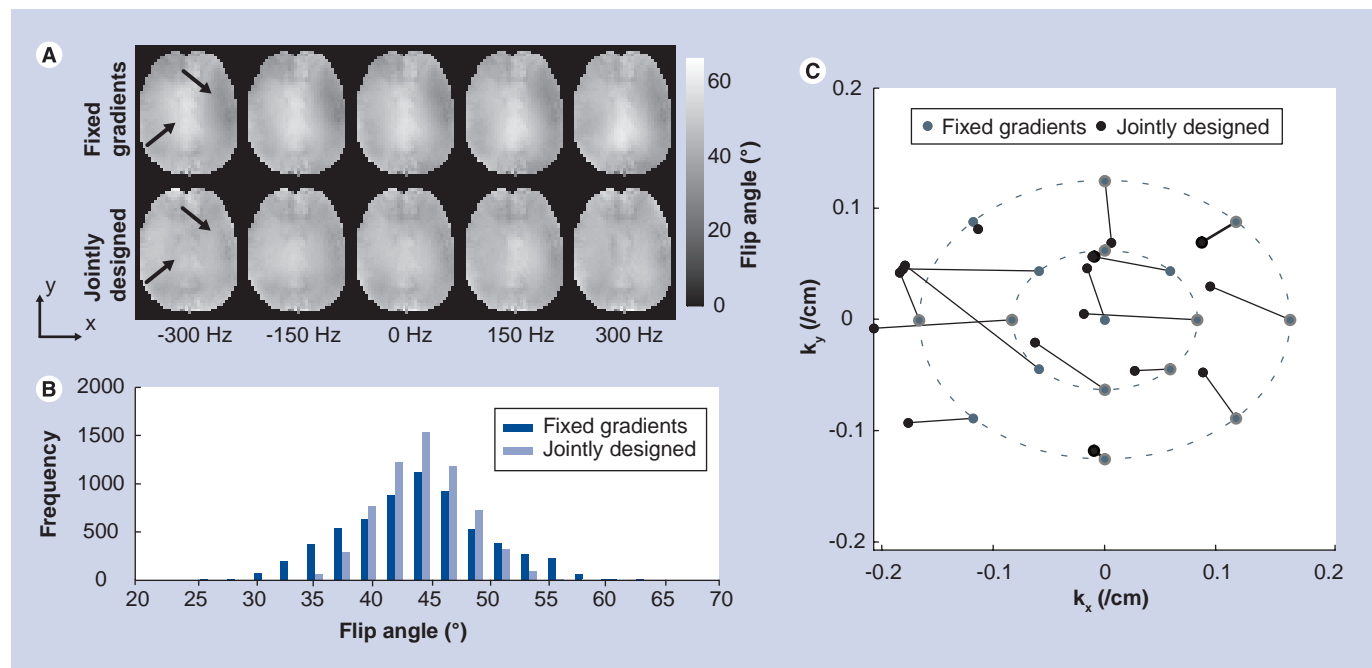 A
Fixed
gradients
Jointly
designed
y
x
-300 Hz
-150 Hz
0 Hz
150 Hz
300 Hz
60
40
20
0
Flip angle (°)
B
2000
1500
1000
500
0
Frequency
Fixed gradients
Jointly designed
20
25
30
35
40
45
50
55
60
65
70
Flip angle (°)
C
0.2
0.1
0
-0.1
-0.2
k_y (/cm)
Fixed gradients
Jointly designed
-0.2
-0.1
0
0.1
0.2
k_x (/cm)